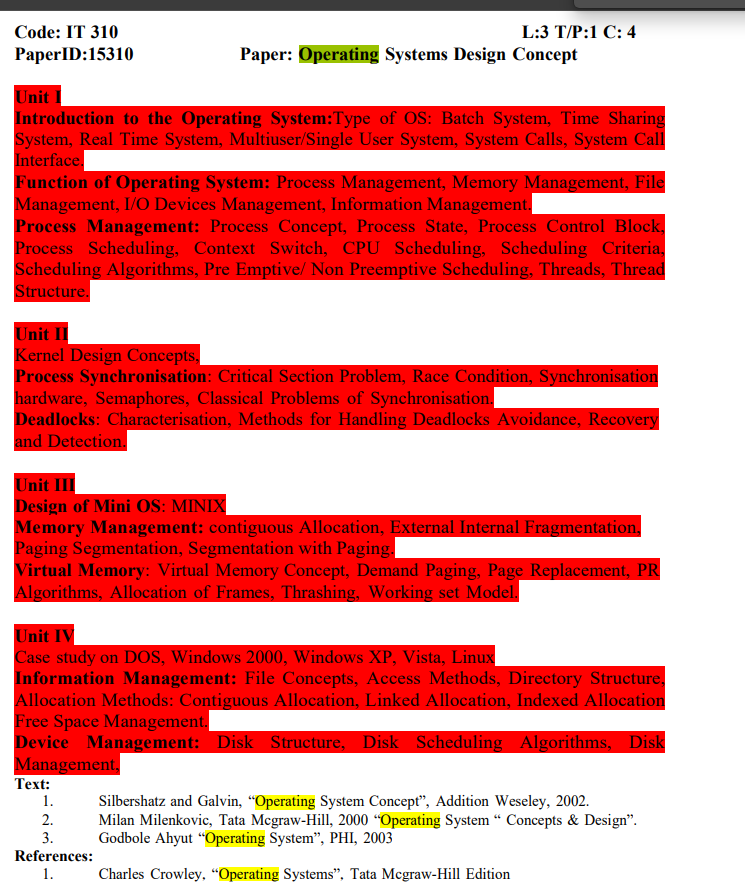 Code: IT 310 L:3 T/P:1 C: 4
PaperID:15310 Paper: Operating Systems Design Concept
Unit I
Introduction to the Operating System:Type of OS: Batch System, Time Sharing
System, Real Time System, Multiuser/Single User System, System Calls, System Call
Interface.
Function of Operating System: Process Management, Memory Management, File
Management, I/O Devices Management, Information Management.
Process Management: Process Concept, Process State, Process Control Block,
Process Scheduling, Context Switch, CPU Scheduling, Scheduling Criteria,
Scheduling Algorithms, Pre Emptive/ Non Preemptive Scheduling, Threads, Thread
Structure.
Unit II
Kernel Design Concepts,
Process Synchronisation: Critical Section Problem, Race Condition, Synchronisation
hardware, Semaphores, Classical Problems of Synchronisation.
Deadlocks: Characterisation, Methods for Handling Deadlocks Avoidance, Recovery
and Detection.
Unit III
Design of Mini OS: MINIX
Memory Management: contiguous Allocation, External Internal Fragmentation,
Paging Segmentation, Segmentation with Paging,
Virtual Memory: Virtual Memory Concept, Demand Paging, Page Replacement, PR
Algorithms, Allocation of Frames, Thrashing, Working set Model.
Unit IV
Case study on DOS, Windows 2000, Windows XP, Vista, Linux
Information Management: File Concepts, Access Methods, Directory Structure,
Allocation Methods: Contiguous Allocation, Linked Allocation, Indexed Allocation
Free Space Management.
Device Management: Disk Structure, Disk Scheduling Algorithms, Disk
Management,
Text:
1. Silbershatz and Galvin, “Operating System Concept”, Addition Weseley, 2002.
2. Milan Milenkovic, Tata Mcgraw-Hill, 2000 “Operating System “ Concepts & Design”.
3. Godbole Ahyut “Operating System”, PHI, 2003
References:
1. Charles Crowley, “Operating Systems”, Tata Mcgraw-Hill Edition